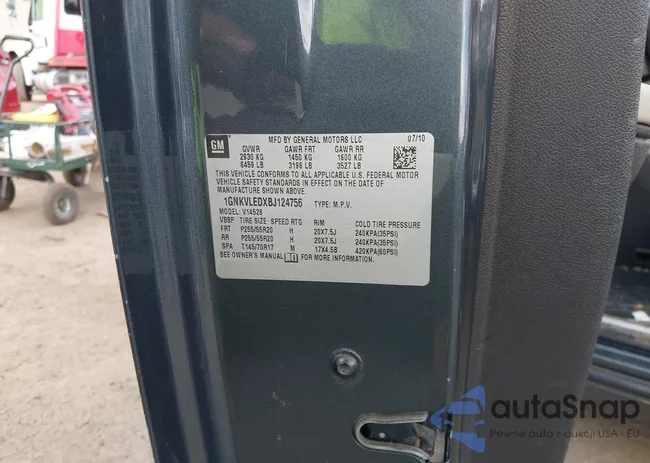 GM
MFD BY GENERAL MOTORS LLC 07/10
GVWR GAWR FRT GAWR RR
2930 KG 1450 KG 1600 KG
6459 LB 3196 LB 3527 LB
THIS VEHICLE CONFORMS TO ALL APPLICABLE U.S. FEDERAL MOTOR
VEHICLE SAFETY STANDARDS IN EFFECT ON THE DATE OF
MANUFACTURE SHOWN ABOVE.
1GNKVLEDXBJ124756 TYPE: M.P.V.
MODEL: V14526
VBBP TIRE SIZE SPEED RTG RIM COLD TIRE PRESSURE
FRT P255/55R20 H 20X7.5J 240KPA(35PSI)
RR P255/55R20 H 20X7.5J 240KPA(35PSI)
SPA T145/70R17 M 17X4.5B 420KPA(60PSI)
SEE OWNER'S MANUAL FOR MORE INFORMATION.
autaSnap
Pewne auta z aukcji USA i EU